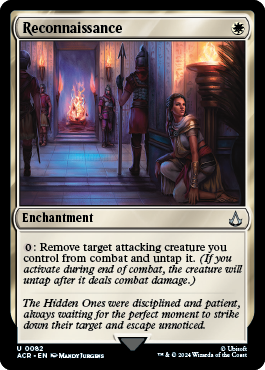 Reconnaissance
Enchantment
0: Remove target attacking creature you
control from combat and untap it. (If you
activate during end of combat, the creature will
untap after it deals combat damage.)
The Hidden Ones were disciplined and patient,
always waiting for the perfect moment to strike
down their target and escape unnoticed.
U 0082
ACR • EN Mandy Jurgens
© Ubisoft
™ & © 2024 Wizards of the Coast